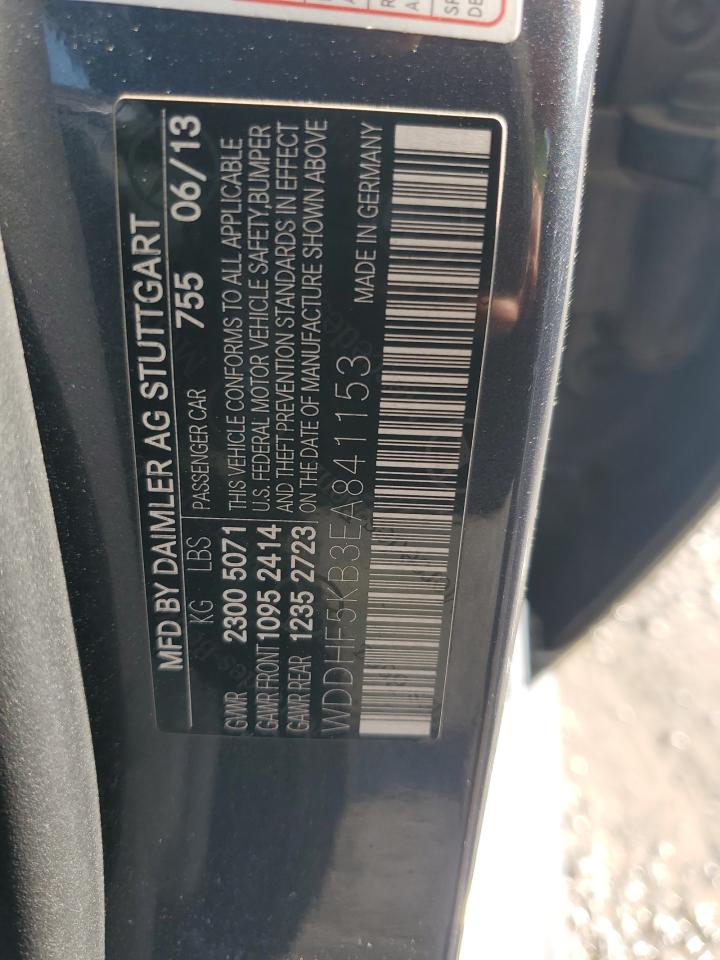 MFD BY DAIMLER AG STUTTGART
KG LBS 755 06/13
PASSENGER CAR
GWR 2300 5071
GAWR FRONT 1095 2414
GAWR REAR 1235 2723
THIS VEHICLE CONFORMS TO ALL APPLICABLE
U.S. FEDERAL MOTOR VEHICLE SAFETY,BUMPER
AND THEFT PREVENTION STANDARDS IN EFFECT
ON THE DATE OF MANUFACTURE SHOWN ABOVE
WDDHF5KB3EA841153 MADE IN GERMANY